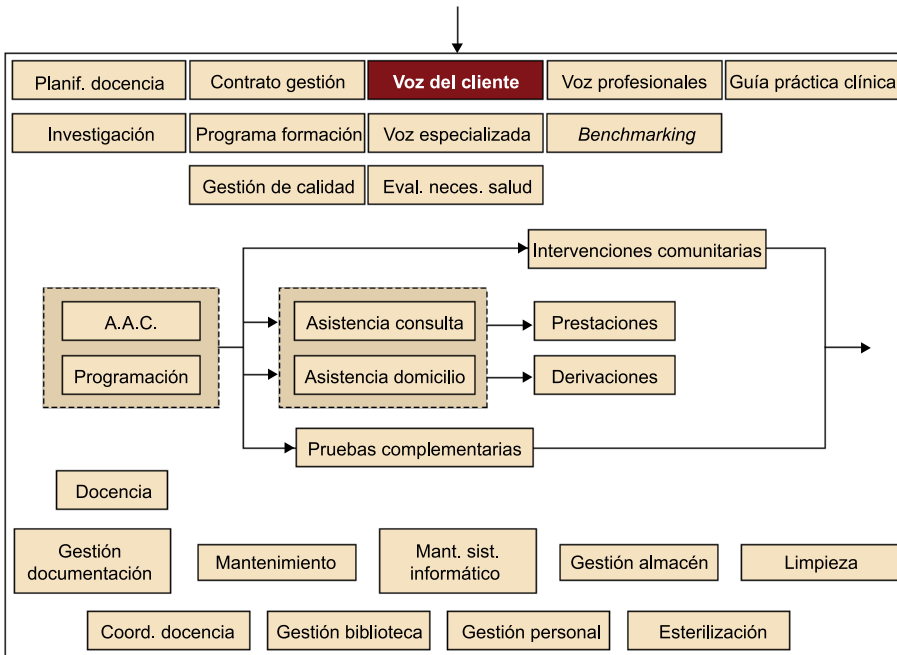 Planif. docencia
Contrato gestión
Voz del cliente
Voz profesionales
Guía práctica clínica
Investigación
Programa formación
Voz especializada
Benchmarking
Gestión de calidad
Eval. neces. salud
Intervenciones comunitarias
A.A.C.
Asistencia consulta
Prestaciones
Programación
Asistencia domicilio
Derivaciones
Pruebas complementarias
Docencia
Gestión
documentación
Mantenimiento
Mant. sist.
informático
Gestión almacén
Limpieza
Coord. docencia
Gestión biblioteca
Gestión personal
Esterilización